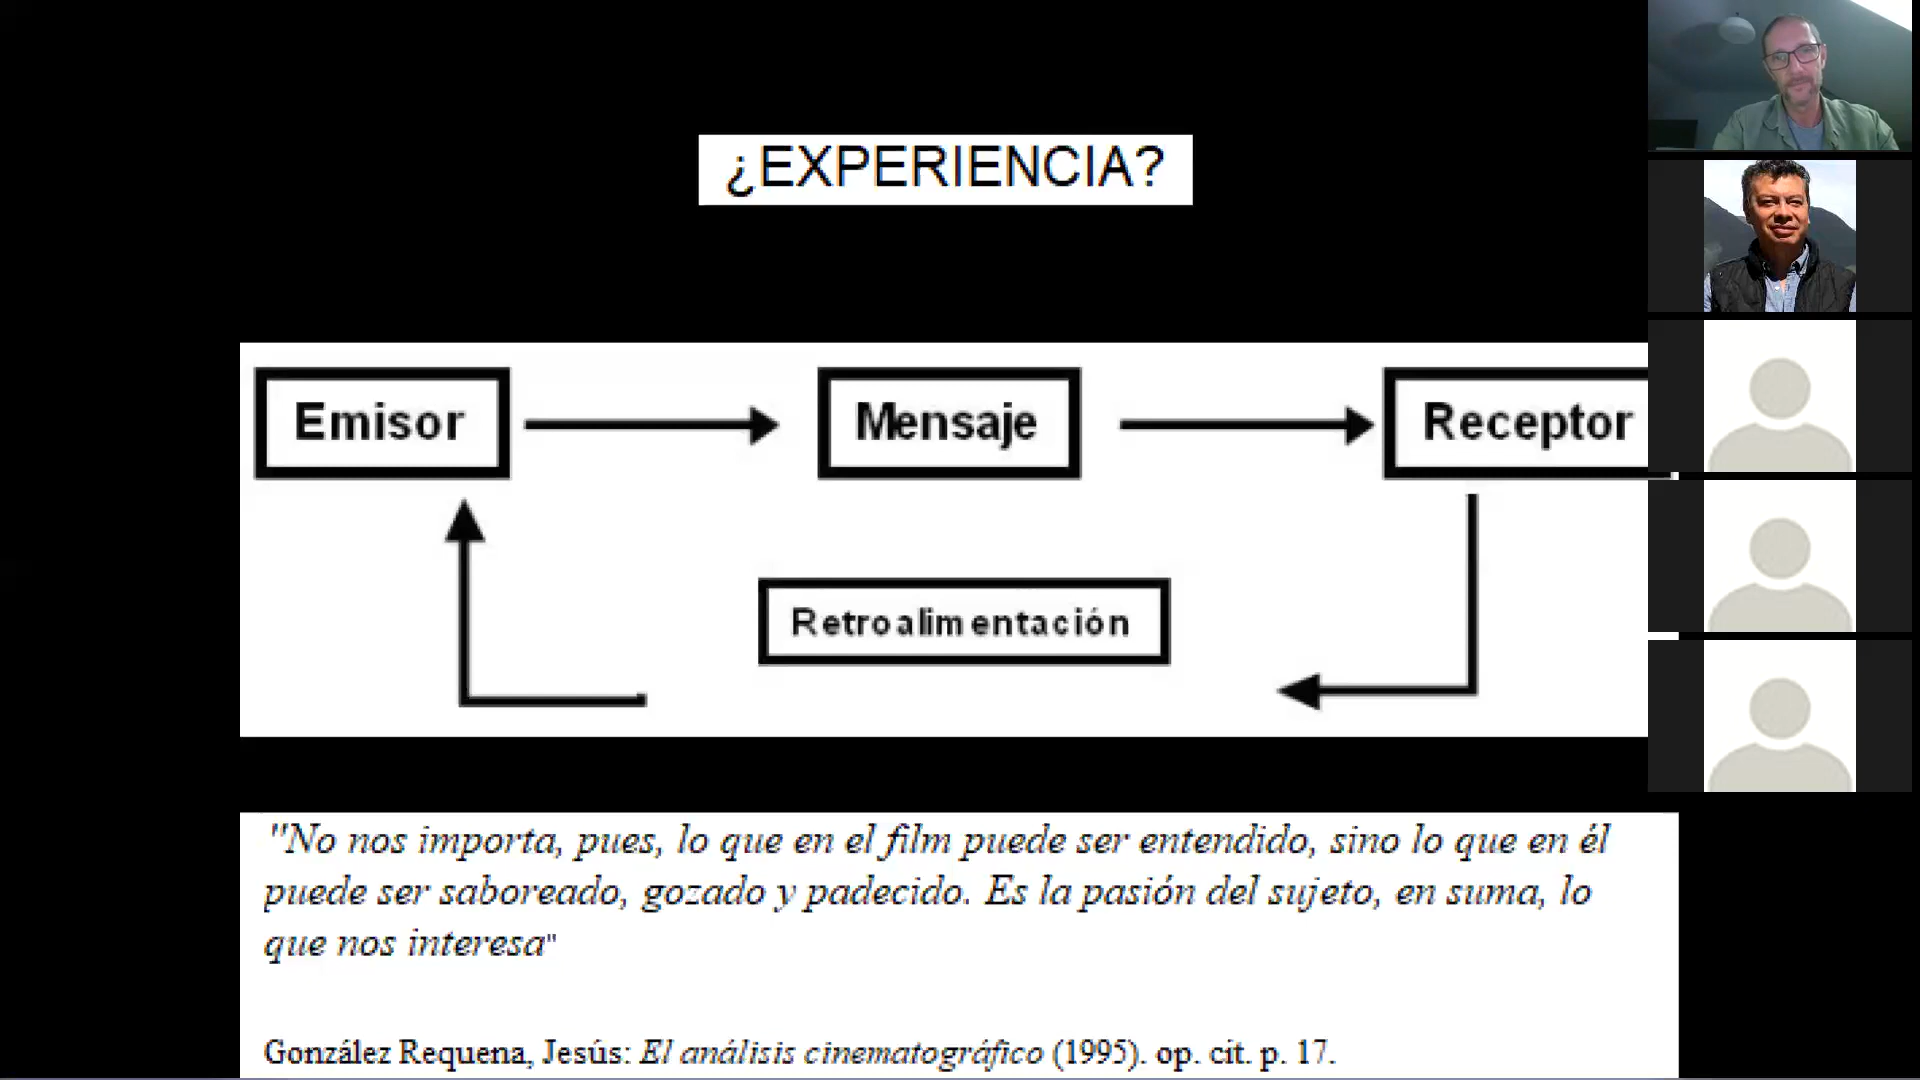 ¿EXPERIENCIA?
Emisor
Mensaje
Receptor
Retroalimentación
"No nos importa, pues, lo que en el film puede ser entendido, sino lo que en él
puede ser saboreado, gozado y padecido. Es la pasión del sujeto, en suma, lo
que nos interesa"
González Requena, Jesús: El análisis cinematográfico (1995). op. cit. p. 17.